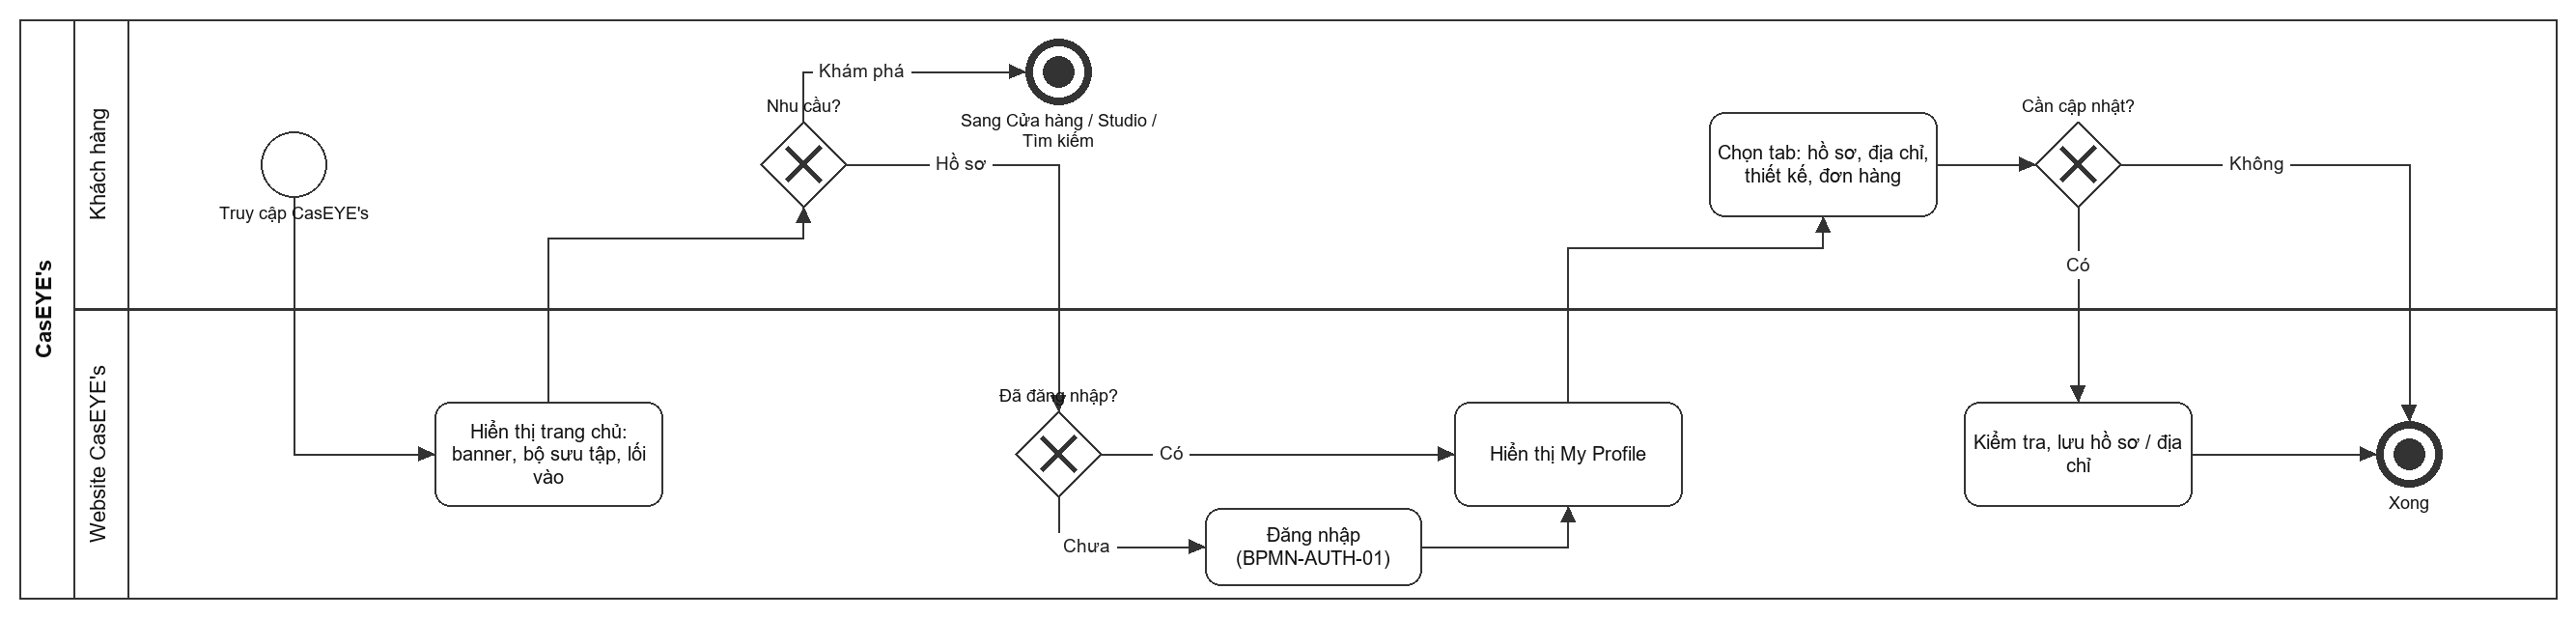 CasEYE's
Khách hàng
Website CasEYE's
Truy cập CasEYE's
Hiển thị trang chủ:
banner, bộ sưu tập, lối
vào
Nhu cầu?
Khám phá
Sang Cửa hàng / Studio /
Tìm kiếm
Hồ sơ
Đã đăng nhập?
Có
Chưa
Đăng nhập
(BPMN-AUTH-01)
Hiển thị My Profile
Chọn tab: hồ sơ, địa chỉ,
thiết kế, đơn hàng
Cần cập nhật?
Không
Có
Kiểm tra, lưu hồ sơ / địa
chỉ
Xong